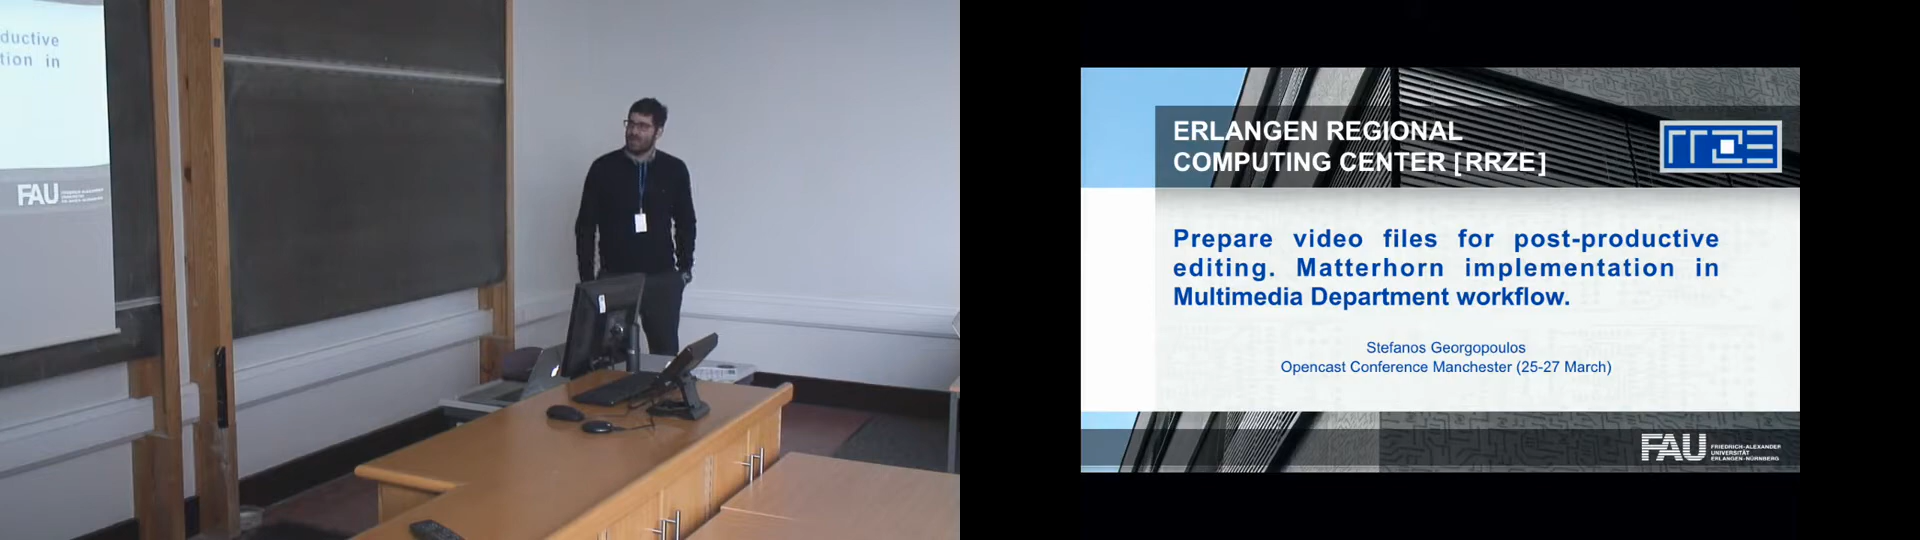 ductive
tion in
FAU
ERLANGEN REGIONAL
COMPUTING CENTER [RRZE]
rrze
Prepare video files for post-productive
editing. Matterhorn implementation in
Multimedia Department workflow.
Stefanos Georgopoulos
Opencast Conference Manchester (25-27 March)
FAU
FRIEDRICH-ALEXANDER
UNIVERSITÄT
ERLANGEN-NÜRNBERG